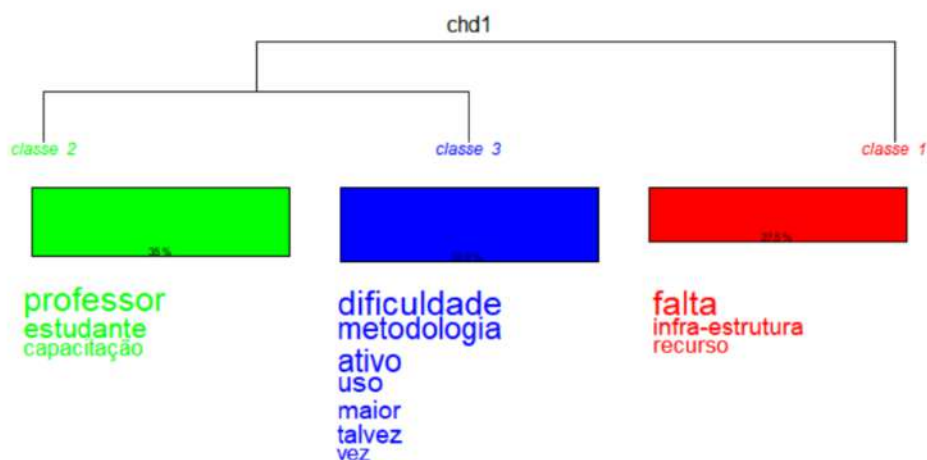 chd1
classe 2
classe 3
classe 1
35 %
professor
estudante
capacitação
dificuldade
metodologia
ativo
uso
maior
talvez
vez
falta
infra-estrutura
recurso